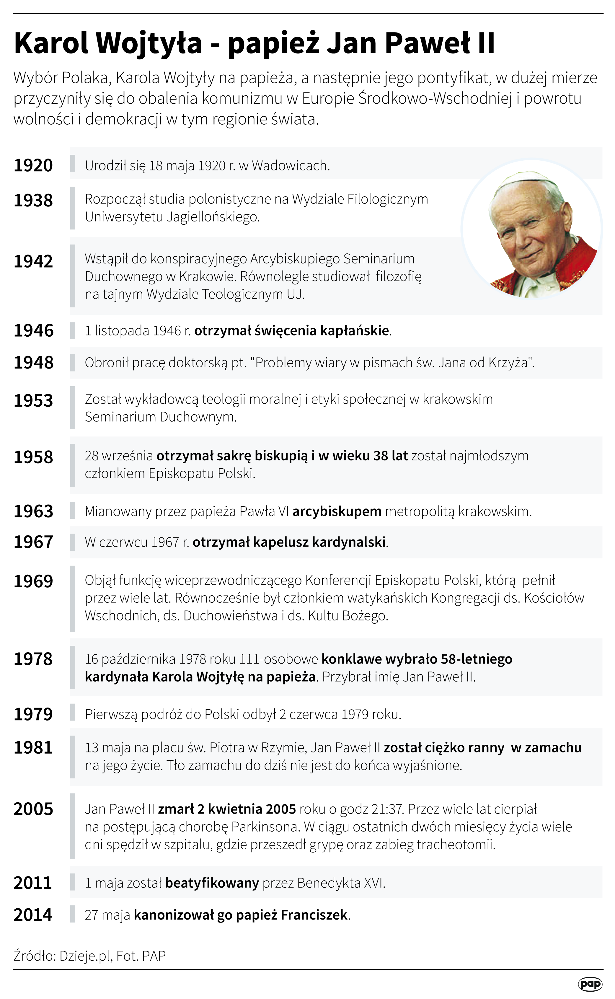 Karol Wojtyła - papież Jan Paweł II
Wybór Polaka, Karola Wojtyły na papieża, a następnie jego pontyfikat, w dużej mierze
przyczyniły się do obalenia komunizmu w Europie Środkowo-Wschodniej i powrotu
wolności i demokracji w tym regionie świata.
1920
Urodził się 18 maja 1920 r. w Wadowicach.
1938
Rozpoczął studia polonistyczne na Wydziale Filologicznym
Uniwersytetu Jagiellońskiego.
1942
Wstąpił do konspiracyjnego Arcybiskupiego Seminarium
Duchownego w Krakowie. Równolegle studiował filozofię
na tajnym Wydziale Teologicznym UJ.
1946
1 listopada 1946 r. otrzymał święcenia kapłańskie.
1948
Obronił pracę doktorską pt. "Problemy wiary w pismach św. Jana od Krzyża".
1953
Został wykładowcą teologii moralnej i etyki społecznej w krakowskim
Seminarium Duchownym.
1958
28 września otrzymał sakrę biskupią i w wieku 38 lat został najmłodszym
członkiem Episkopatu Polski.
1963
Mianowany przez papieża Pawła VI arcybiskupem metropolitą krakowskim.
1967
W czerwcu 1967 r. otrzymał kapelusz kardynalski.
1969
Objął funkcję wiceprzewodniczącego Konferencji Episkopatu Polski, którą pełnił
przez wiele lat. Równocześnie był członkiem watykańskich Kongregacji ds. Kościołów
Wschodnich, ds. Duchowieństwa i ds. Kultu Bożego.
1978
16 października 1978 roku 111-osobowe konklawe wybrało 58-letniego
kardynała Karola Wojtyłę na papieża. Przybrał imię Jan Paweł II.
1979
Pierwszą podróż do Polski odbył 2 czerwca 1979 roku.
1981
13 maja na placu św. Piotra w Rzymie, Jan Paweł II został ciężko ranny w zamachu
na jego życie. Tło zamachu do dziś nie jest do końca wyjaśnione.
2005
Jan Paweł II zmarł 2 kwietnia 2005 roku o godz 21:37. Przez wiele lat cierpiał
na postępującą chorobę Parkinsona. W ciągu ostatnich dwóch miesięcy życia wiele
dni spędził w szpitalu, gdzie przeszedł grypę oraz zabieg tracheotomii.
2011
1 maja został beatyfikowany przez Benedykta XVI.
2014
27 maja kanonizował go papież Franciszek.
Źródło: Dzieje.pl, Fot. PAP
pap